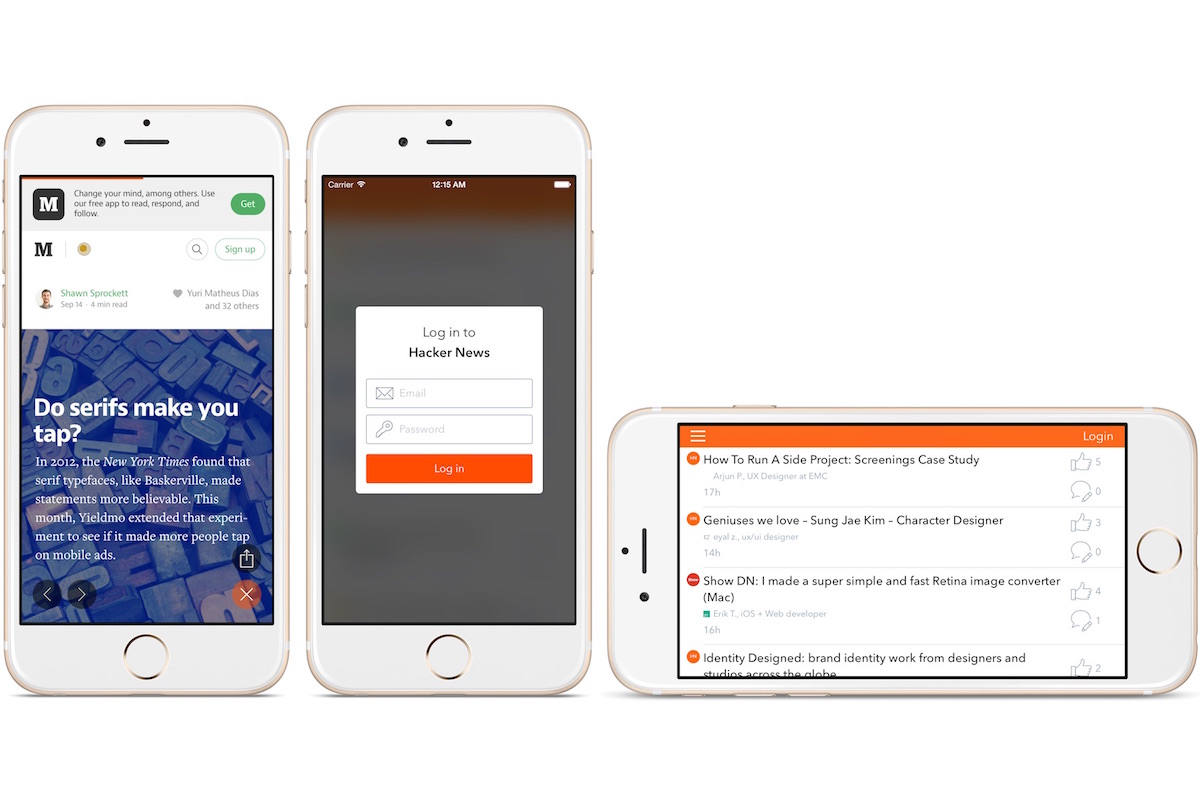 M
Change your mind, among others. Use
our free app to read, respond, and
follow.
Get
M
Sign up
Shawn Sprockett
Sep 14 · 4 min read
Yuri Matheus Dias
and 32 others
Do serifs make you
tap?
In 2012, the New York Times found that
serif typefaces, like Baskerville, made
statements more believable. This
month, Yieldmo extended that experi-
ment to see if it made more people tap
on mobile ads.
Carrier
12:15 AM
Log in to
Hacker News
Email
Password
Log in
Login
How To Run A Side Project: Screenings Case Study
5
Arjun P., UX Designer at EMC
17h
0
Geniuses we love – Sung Jae Kim – Character Designer
3
eyal z., ux/ui designer
14h
0
Show
Show DN: I made a super simple and fast Retina image converter
(Mac)
4
Erik T., iOS + Web developer
16h
1
Identity Designed: brand identity work from designers and
studios across the globe
2